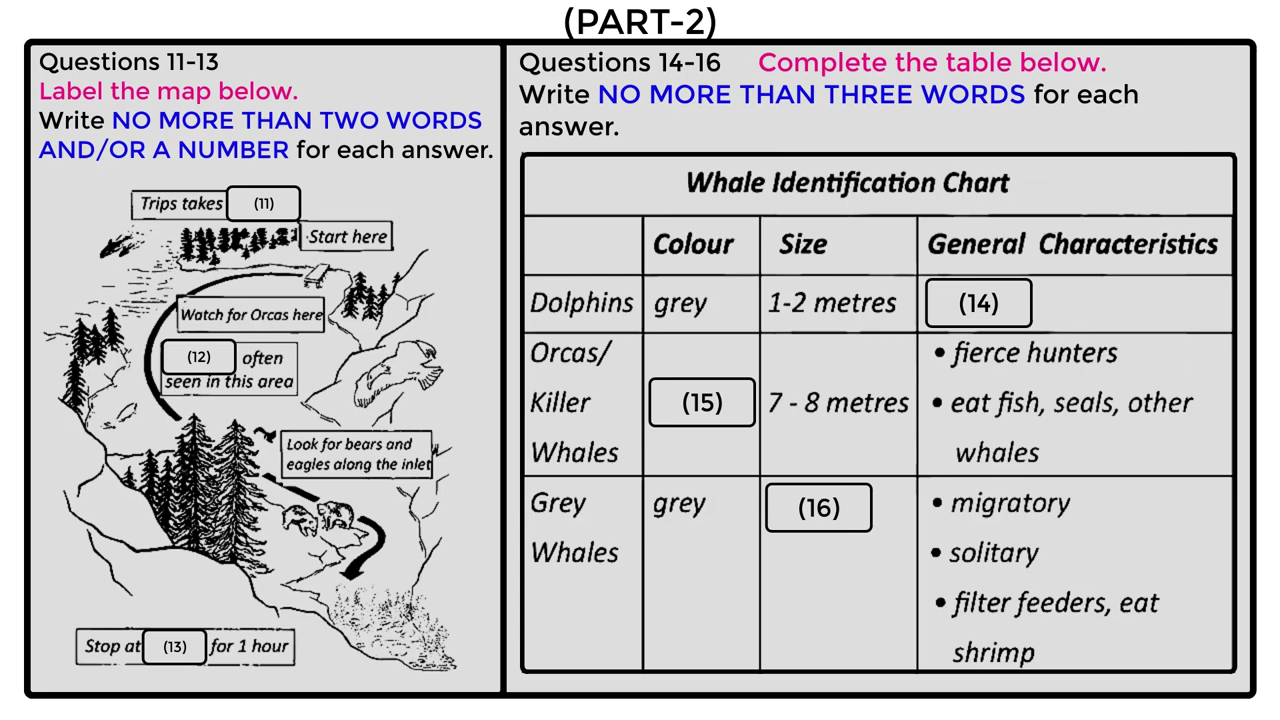 (PART-2)
Questions 11-13
Label the map below.
Write NO MORE THAN TWO WORDS
AND/OR A NUMBER for each answer.
Trips takes (11)
Start here
Watch for Orcas here
(12) often
seen in this area
Look for bears and
eagles along the inlet
Stop at (13) for 1 hour
Questions 14-16 Complete the table below.
Write NO MORE THAN THREE WORDS for each
answer.
Whale Identification Chart
Colour Size General Characteristics
Dolphins grey 1-2 metres (14)
Orcas/ • fierce hunters
Killer (15) 7 - 8 metres • eat fish, seals, other
Whales whales
Grey grey (16) • migratory
Whales • solitary
• filter feeders, eat
shrimp